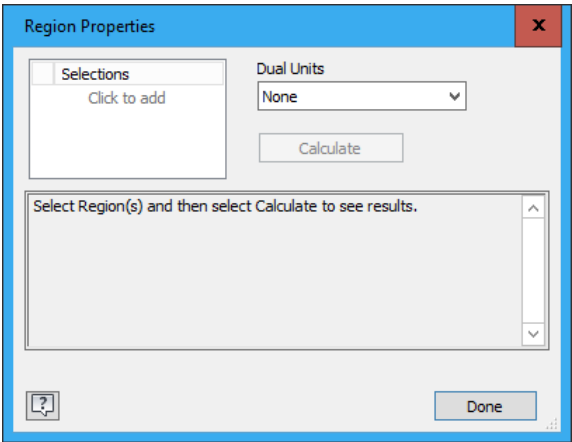 Region Properties
x
Selections
Click to add
Dual Units
None
Calculate
Select Region(s) and then select Calculate to see results.
?
Done